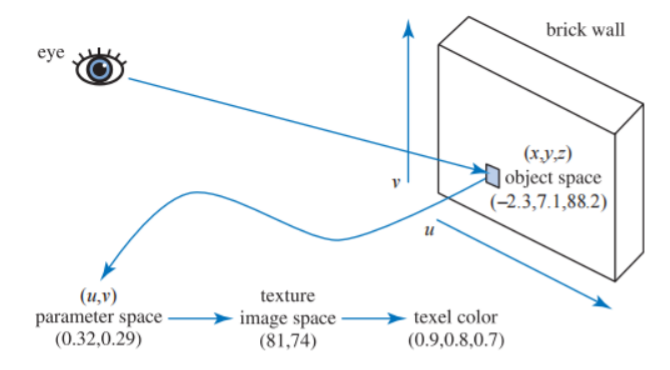 brick wall
eye
(x,y,z)
object space
(–2.3,7.1,88.2)
v
u
(u,v)
parameter space
(0.32,0.29)
texture
image space
(81,74)
texel color
(0.9,0.8,0.7)